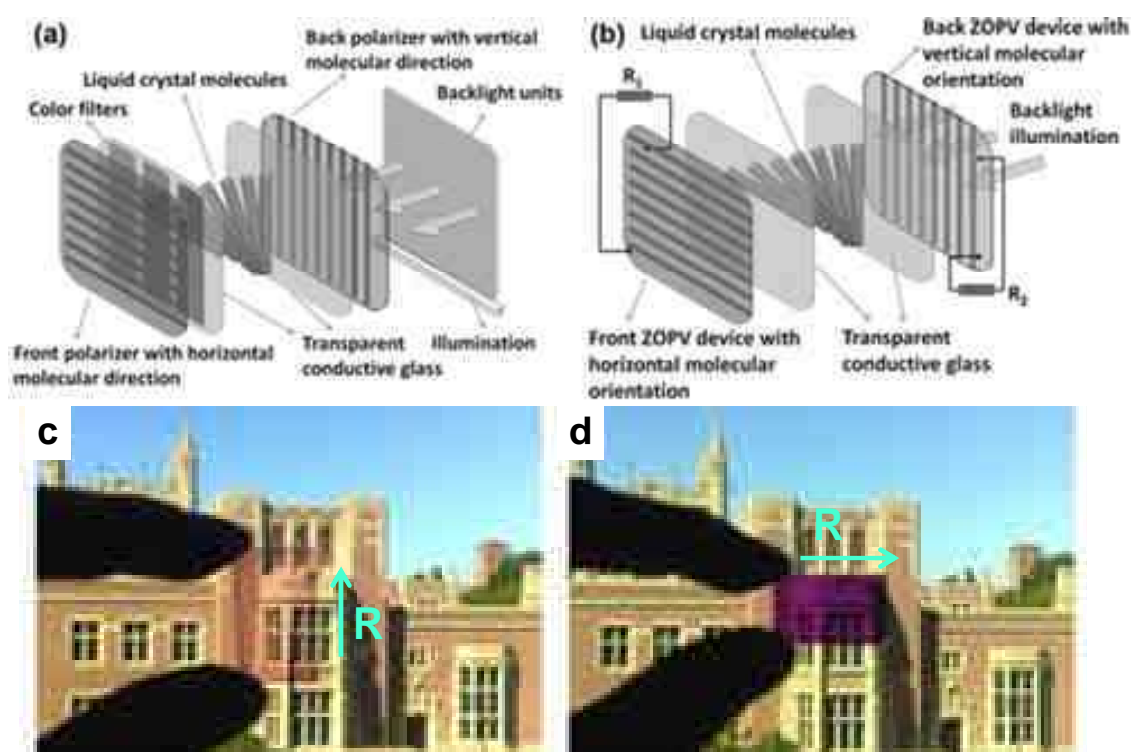 (a)
Back polarizer with vertical
molecular direction
Liquid crystal molecules
Backlight units
Color filters
Front polarizer with horizontal
molecular direction
Transparent
conductive glass
Illumination
(b)
Liquid crystal molecules
Back ZOPV device with
vertical molecular
orientation
R1
Backlight
illumination
R2
Front ZOPV device with
horizontal molecular
orientation
Transparent
conductive glass
c
R
d
R